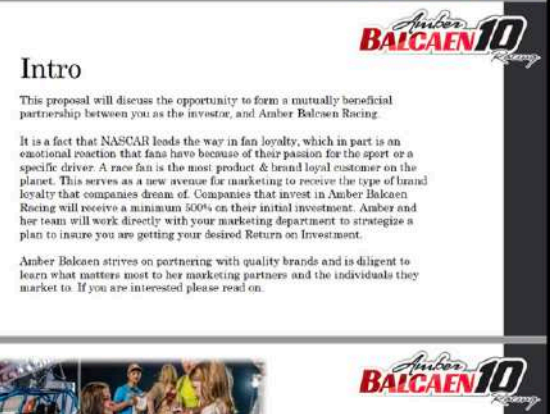 Amber
BALCAEN 10
Racing
Intro
This proposal will discuss the opportunity to form a mutually beneficial
partnership between you as the investor, and Amber Balcaen Racing.
It is a fact that NASCAR leads the way in fan loyalty, which in part is an
emotional reaction that fans have because of their passion for the sport or a
specific driver. A race fan is the most product & brand loyal customer on the
planet. This serves as a new avenue for marketing to receive the type of brand
loyalty that companies dream of. Companies that invest in Amber Balcaen
Racing will receive a minimum 500% on their initial investment. Amber and
her team will work directly with your marketing department to strategize a
plan to insure you are getting your desired Return on Investment.
Amber Balcaen strives on partnering with quality brands and is diligent to
learn what matters most to her marketing partners and the individuals they
market to. If you are interested please read on.
Amber
BALCAEN 10
Racing